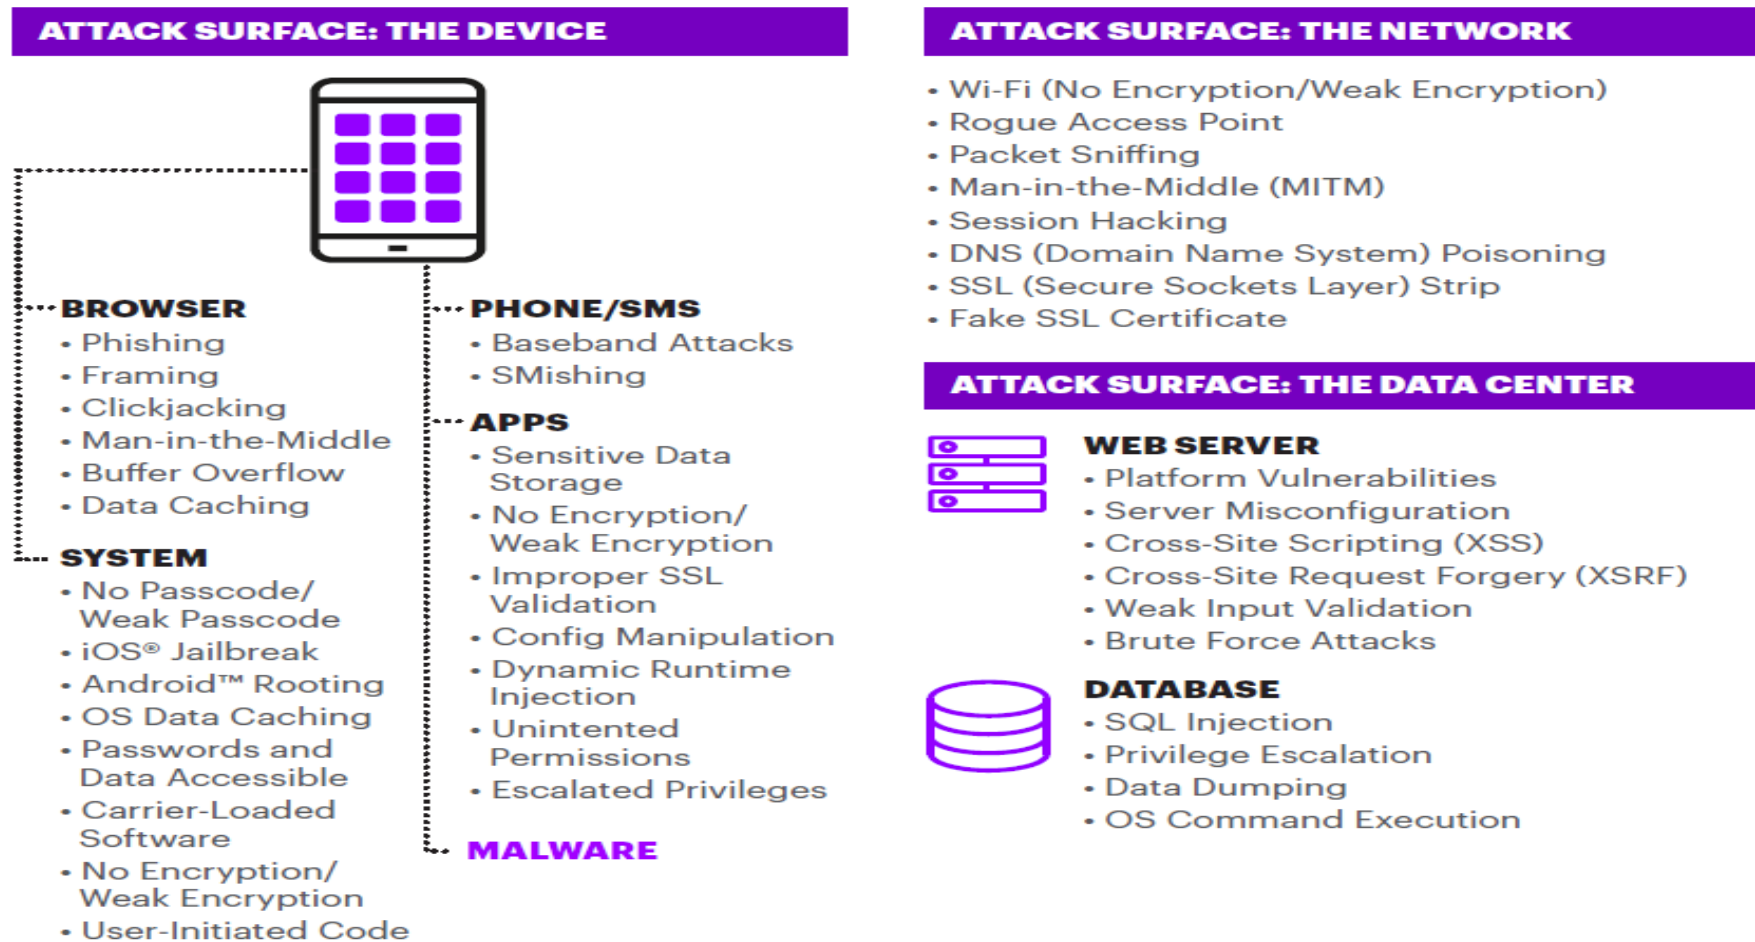 ATTACK SURFACE: THE DEVICE
BROWSER
• Phishing
• Framing
• Clickjacking
• Man-in-the-Middle
• Buffer Overflow
• Data Caching
SYSTEM
• No Passcode/
Weak Passcode
• iOS® Jailbreak
• Android™ Rooting
• OS Data Caching
• Passwords and
Data Accessible
• Carrier-Loaded
Software
• No Encryption/
Weak Encryption
• User-Initiated Code
PHONE/SMS
• Baseband Attacks
• SMishing
APPS
• Sensitive Data
Storage
• No Encryption/
Weak Encryption
• Improper SSL
Validation
• Config Manipulation
• Dynamic Runtime
Injection
• Unintented
Permissions
• Escalated Privileges
MALWARE
ATTACK SURFACE: THE NETWORK
• Wi-Fi (No Encryption/Weak Encryption)
• Rogue Access Point
• Packet Sniffing
• Man-in-the-Middle (MITM)
• Session Hacking
• DNS (Domain Name System) Poisoning
• SSL (Secure Sockets Layer) Strip
• Fake SSL Certificate
ATTACK SURFACE: THE DATA CENTER
WEB SERVER
• Platform Vulnerabilities
• Server Misconfiguration
• Cross-Site Scripting (XSS)
• Cross-Site Request Forgery (XSRF)
• Weak Input Validation
• Brute Force Attacks
DATABASE
• SQL Injection
• Privilege Escalation
• Data Dumping
• OS Command Execution